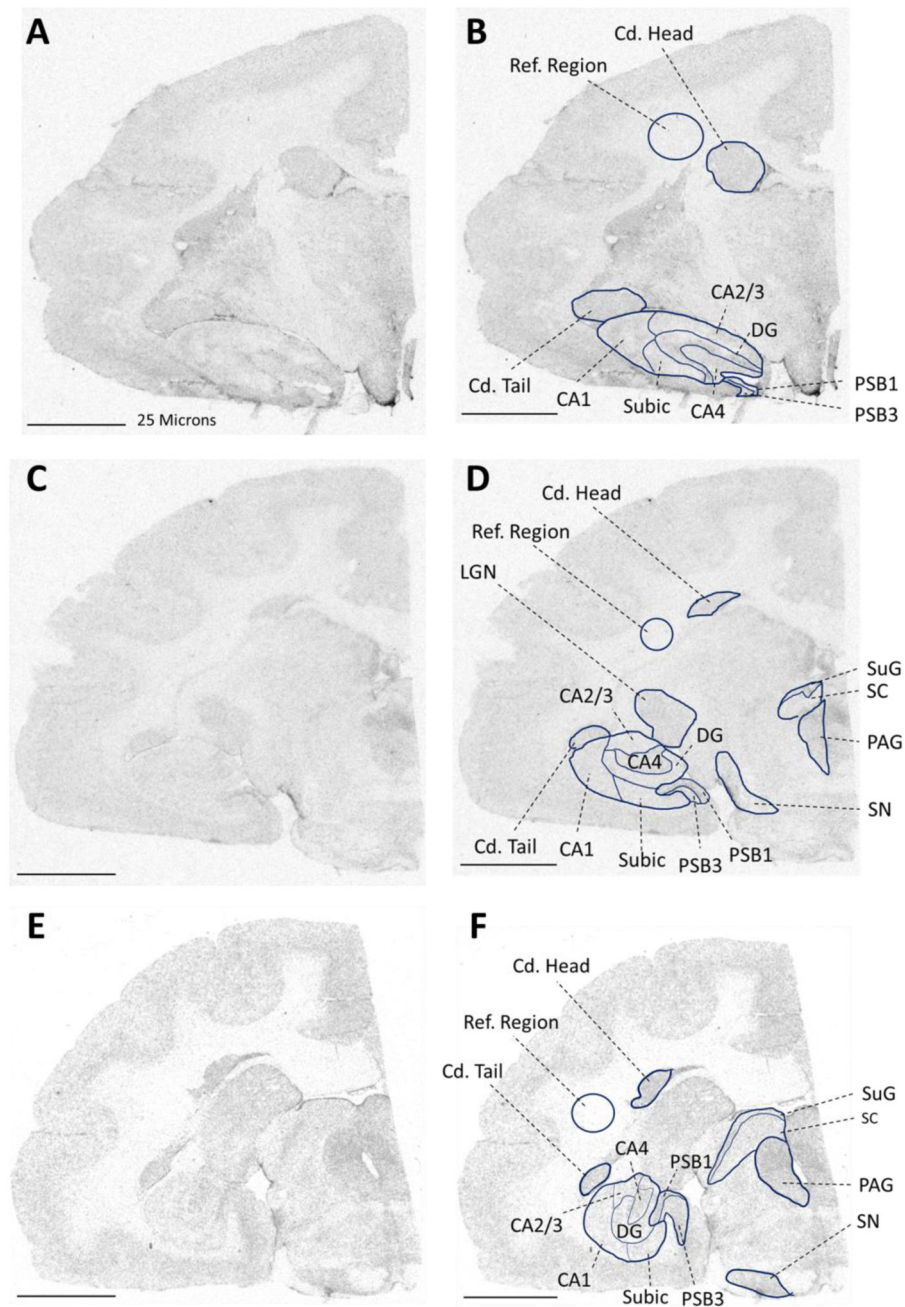 A
25 Microns
B
Cd. Head
Ref. Region
CA2/3
DG
Cd. Tail
CA1
Subic
CA4
PSB1
PSB3
C
D
Cd. Head
Ref. Region
LGN
SuG
SC
CA2/3
DG
PAG
CA4
SN
Cd. Tail
CA1
Subic
PSB3
PSB1
E
F
Cd. Head
Ref. Region
Cd. Tail
SuG
SC
CA4
PSB1
PAG
CA2/3
DG
SN
CA1
Subic
PSB3